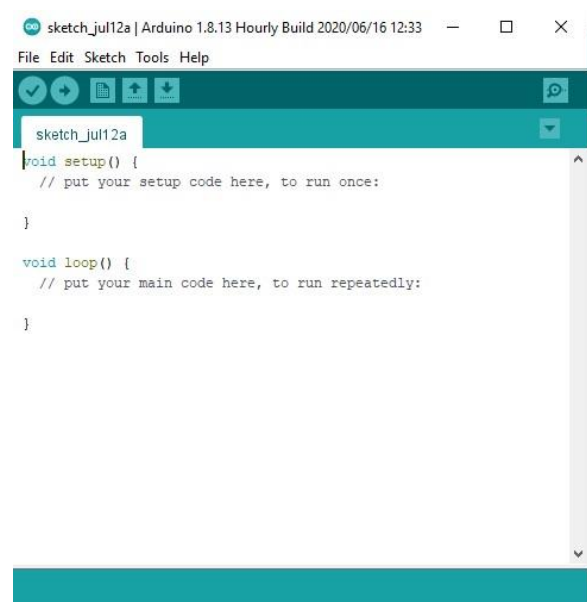 sketch_jul12a | Arduino 1.8.13 Hourly Build 2020/06/16 12:33
File Edit Sketch Tools Help
sketch_jul12a
void setup() {
  // put your setup code here, to run once:

}

void loop() {
  // put your main code here, to run repeatedly:

}